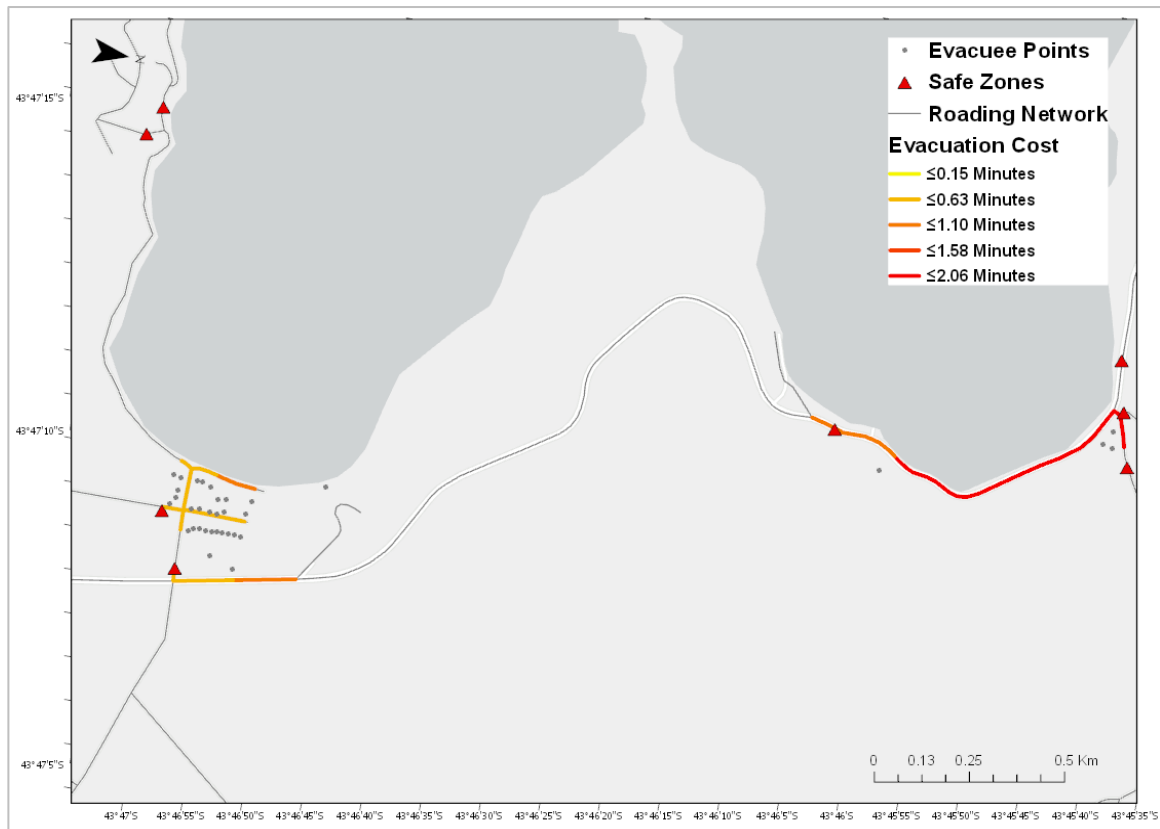 N
Evacuee Points
Safe Zones
Roading Network
Evacuation Cost
≤0.15 Minutes
≤0.63 Minutes
≤1.10 Minutes
≤1.58 Minutes
≤2.06 Minutes
43°47'15"S
43°47'10"S
43°47'5"S
0 0.13 0.25 0.5 Km
43°47'S 43°46'55"S 43°46'50"S 43°46'45"S 43°46'40"S 43°46'35"S 43°46'30"S 43°46'25"S 43°46'20"S 43°46'15"S 43°46'10"S 43°46'5"S 43°46'S 43°45'55"S 43°45'50"S 43°45'45"S 43°45'40"S 43°45'35"S